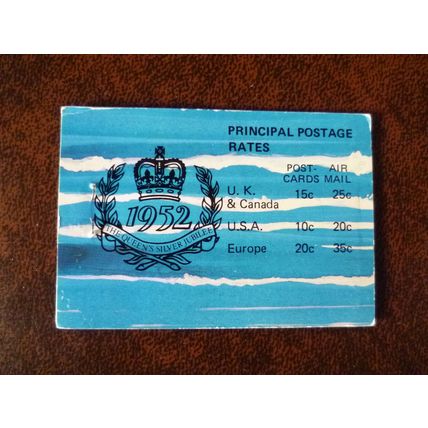 PRINCIPAL POSTAGE
RATES
POST- AIR
CARDS MAIL
U. K. 15c 25c
& Canada
U.S.A. 10c 20c
Europe 20c 35c
1952
THE QUEEN'S SILVER JUBILEE